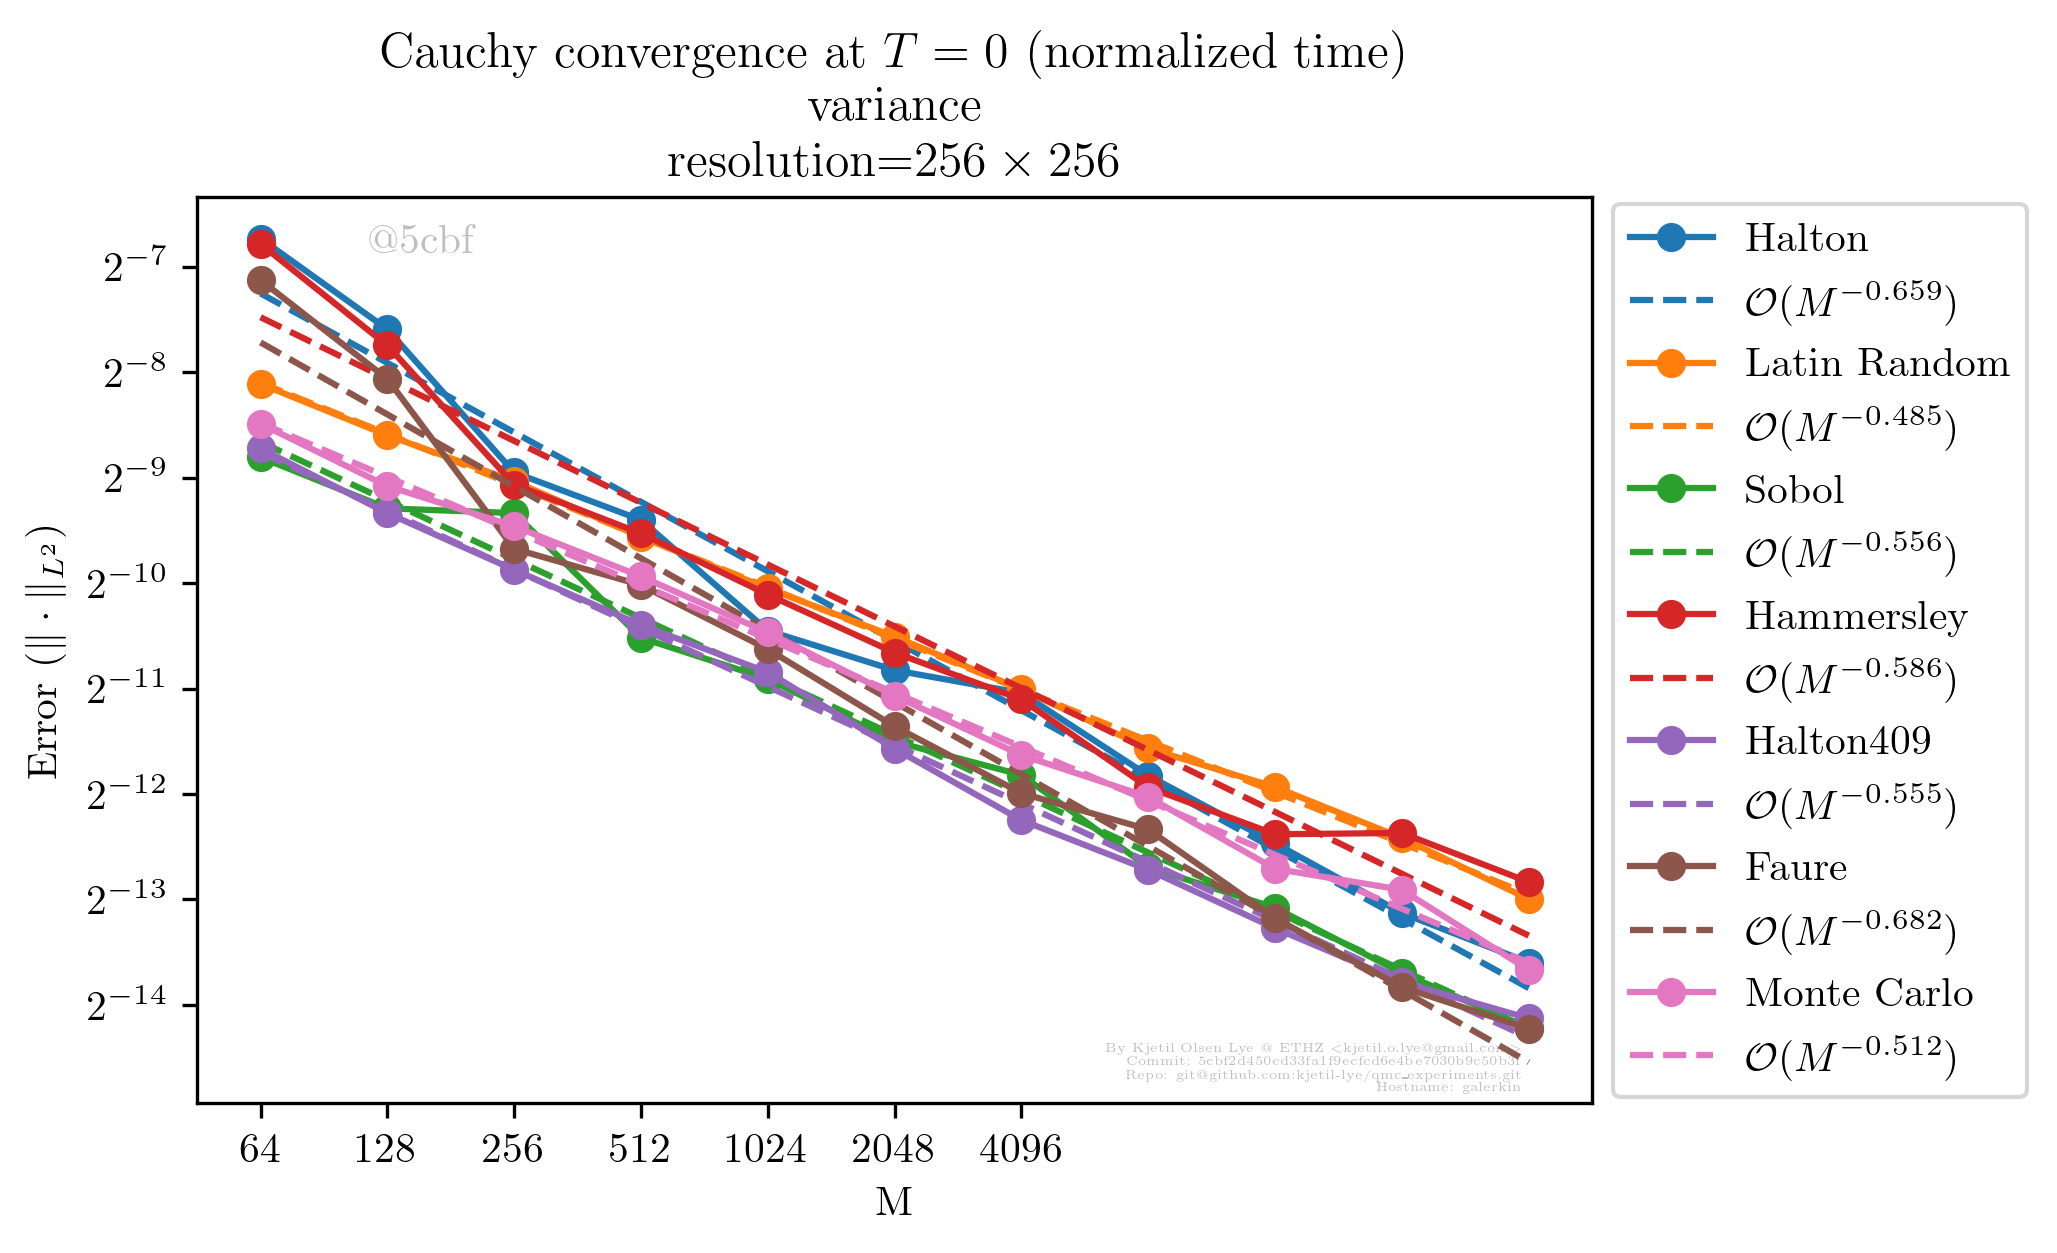 Cauchy convergence at T = 0 (normalized time)
variance
resolution=256 × 256
@5cbf
Error (|| · ||_{L^2})
2^{-7}
2^{-8}
2^{-9}
2^{-10}
2^{-11}
2^{-12}
2^{-13}
2^{-14}
64 128 256 512 1024 2048 4096
M
Halton
𝒪(M^{-0.659})
Latin Random
𝒪(M^{-0.485})
Sobol
𝒪(M^{-0.556})
Hammersley
𝒪(M^{-0.586})
Halton409
𝒪(M^{-0.555})
Faure
𝒪(M^{-0.682})
Monte Carlo
𝒪(M^{-0.512})
By Kjetil Olsen Lye @ ETHZ <kjetil.o.lye@gmail.com>
Commit:
Repo: git@github.com:kjetil-lye/qmc_experiments.git
Hostname: galerkin